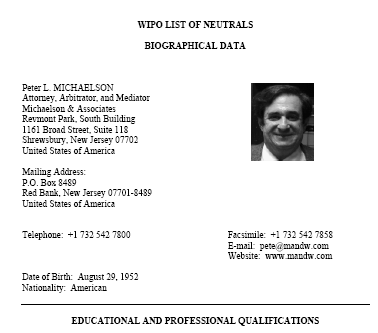 WIPO LIST OF NEUTRALS
BIOGRAPHICAL DATA
Peter L. MICHAELSON
Attorney, Arbitrator, and Mediator
Michaelson & Associates
Revmont Park, South Building
1161 Broad Street, Suite 118
Shrewsbury, New Jersey 07702
United States of America
Mailing Address:
P.O. Box 8489
Red Bank, New Jersey 07701-8489
United States of America
Telephone: +1 732 542 7800
Facsimile: +1 732 542 7858
E-mail: pete@mandw.com
Website: www.mandw.com
Date of Birth: August 29, 1952
Nationality: American
EDUCATIONAL AND PROFESSIONAL QUALIFICATIONS